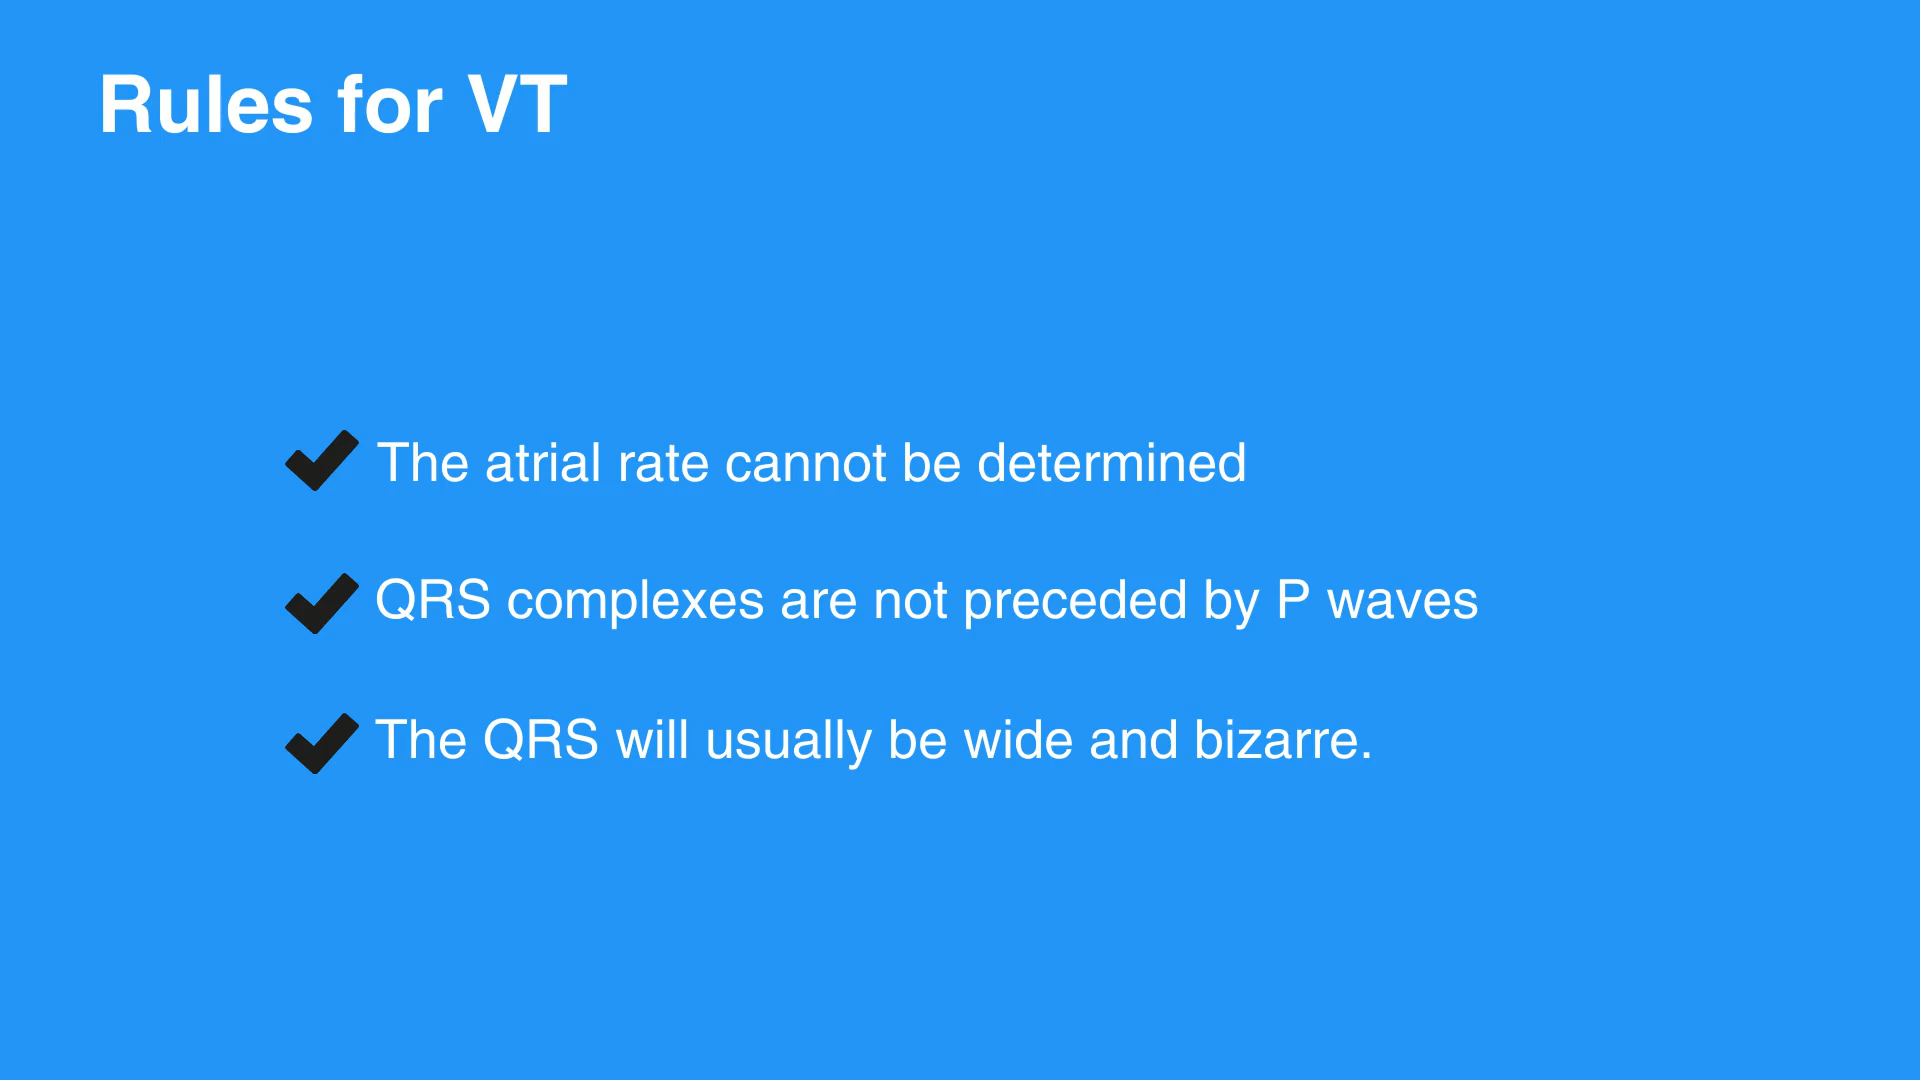 Rules for VT
The atrial rate cannot be determined
QRS complexes are not preceded by P waves
The QRS will usually be wide and bizarre.